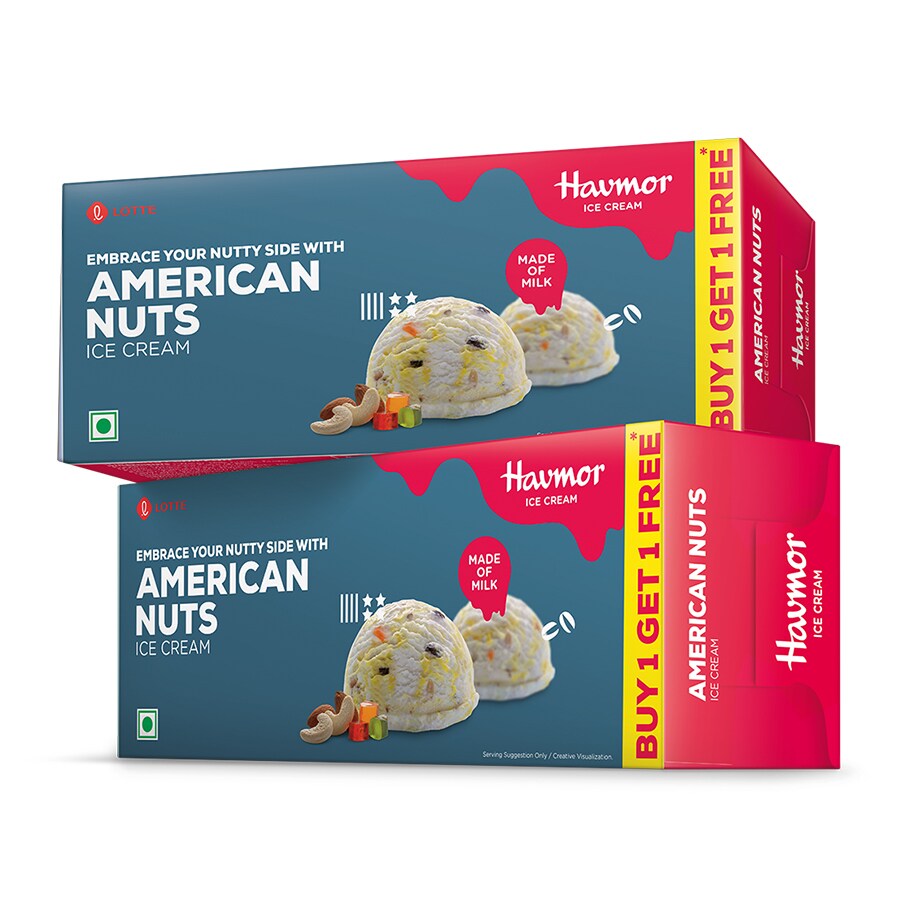 LOTTE
Havmor
ICE CREAM
EMBRACE YOUR NUTTY SIDE WITH
AMERICAN
NUTS
ICE CREAM
MADE
OF
MILK
BUY 1 GET 1 FREE*
AMERICAN NUTS
ICE CREAM
Havmor
ICE CREAM
LOTTE
Havmor
ICE CREAM
EMBRACE YOUR NUTTY SIDE WITH
AMERICAN
NUTS
ICE CREAM
MADE
OF
MILK
Serving Suggestion Only / Creative Visualization.
BUY 1 GET 1 FREE*
AMERICAN NUTS
ICE CREAM
Havmor
ICE CREAM